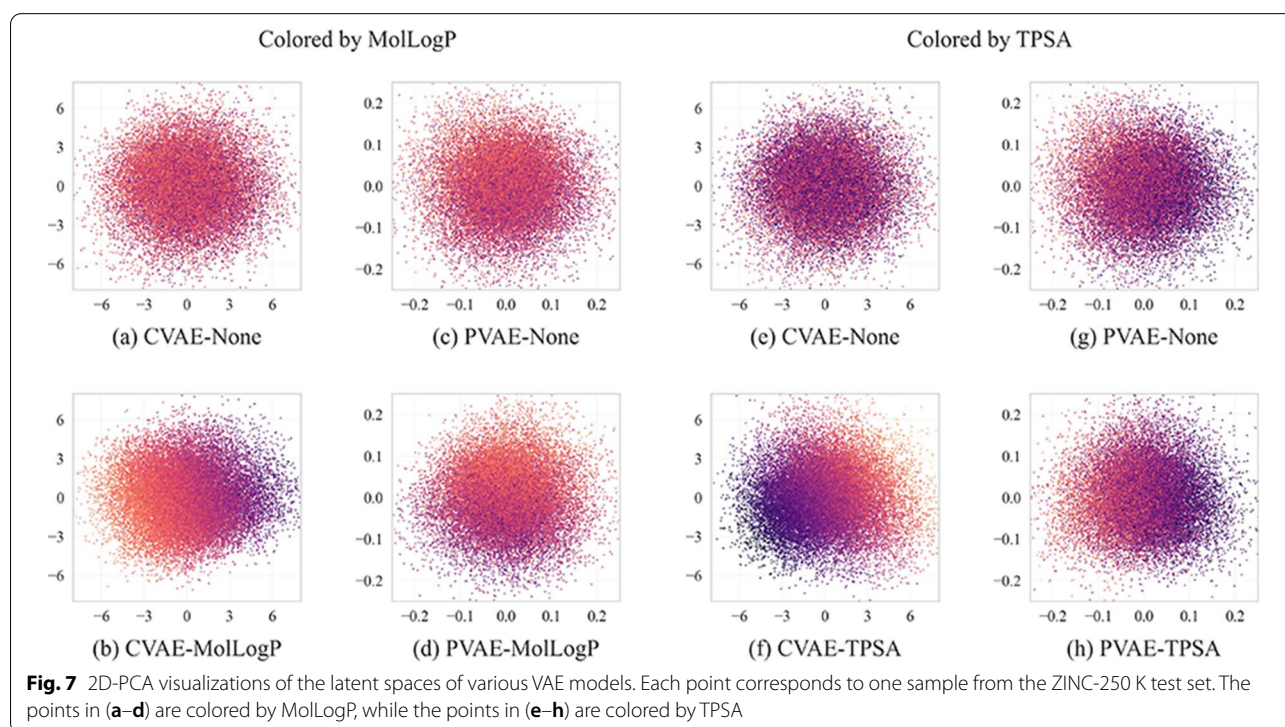 Colored by MolLogP
Colored by TPSA
6
3
0
−3
−6
−6 −3 0 3 6
(a) CVAE-None
0.2
0.1
0.0
−0.1
−0.2
−0.2 −0.1 0.0 0.1 0.2
(c) PVAE-None
6
3
0
−3
−6
−6 −3 0 3 6
(e) CVAE-None
0.2
0.1
0.0
−0.1
−0.2
−0.2 −0.1 0.0 0.1 0.2
(g) PVAE-None
6
3
0
−3
−6
−6 −3 0 3 6
(b) CVAE-MolLogP
0.2
0.1
0.0
−0.1
−0.2
−0.2 −0.1 0.0 0.1 0.2
(d) PVAE-MolLogP
6
3
0
−3
−6
−6 −3 0 3 6
(f) CVAE-TPSA
0.2
0.1
0.0
−0.1
−0.2
−0.2 −0.1 0.0 0.1 0.2
(h) PVAE-TPSA
Fig. 7 2D-PCA visualizations of the latent spaces of various VAE models. Each point corresponds to one sample from the ZINC-250 K test set. The
points in (a–d) are colored by MolLogP, while the points in (e–h) are colored by TPSA